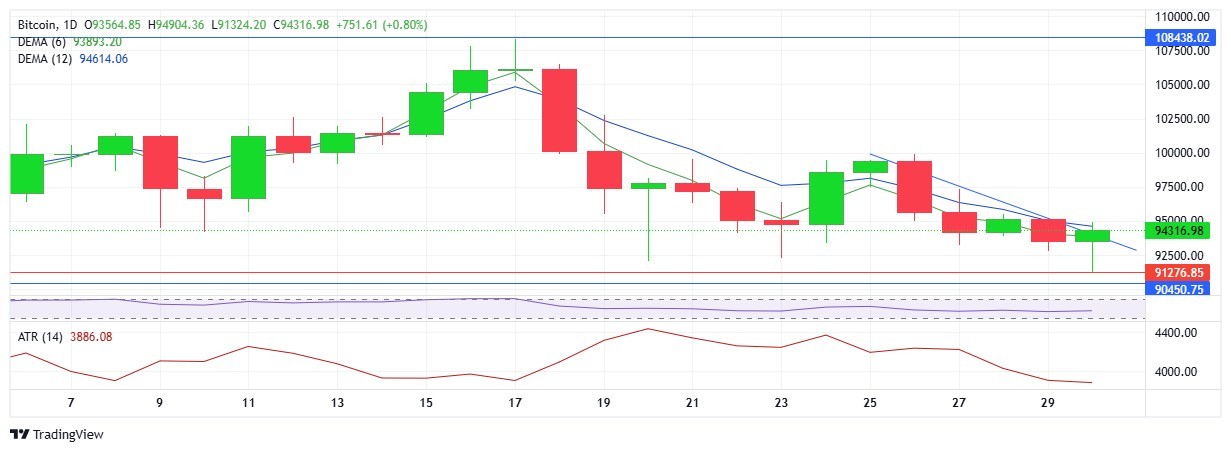 Bitcoin, 1D O93564.85 H94904.36 L91324.20 C94316.98 +751.61 (+0.80%)
DEMA (6) 93893.20
DEMA (12) 94614.06
110000.00
108438.02
107500.00
105000.00
102500.00
100000.00
97500.00
95000.00
94316.98
92500.00
91276.85
90450.75
ATR (14) 3886.08
4400.00
4000.00
7 9 11 13 15 17 19 21 23 25 27 29
TradingView